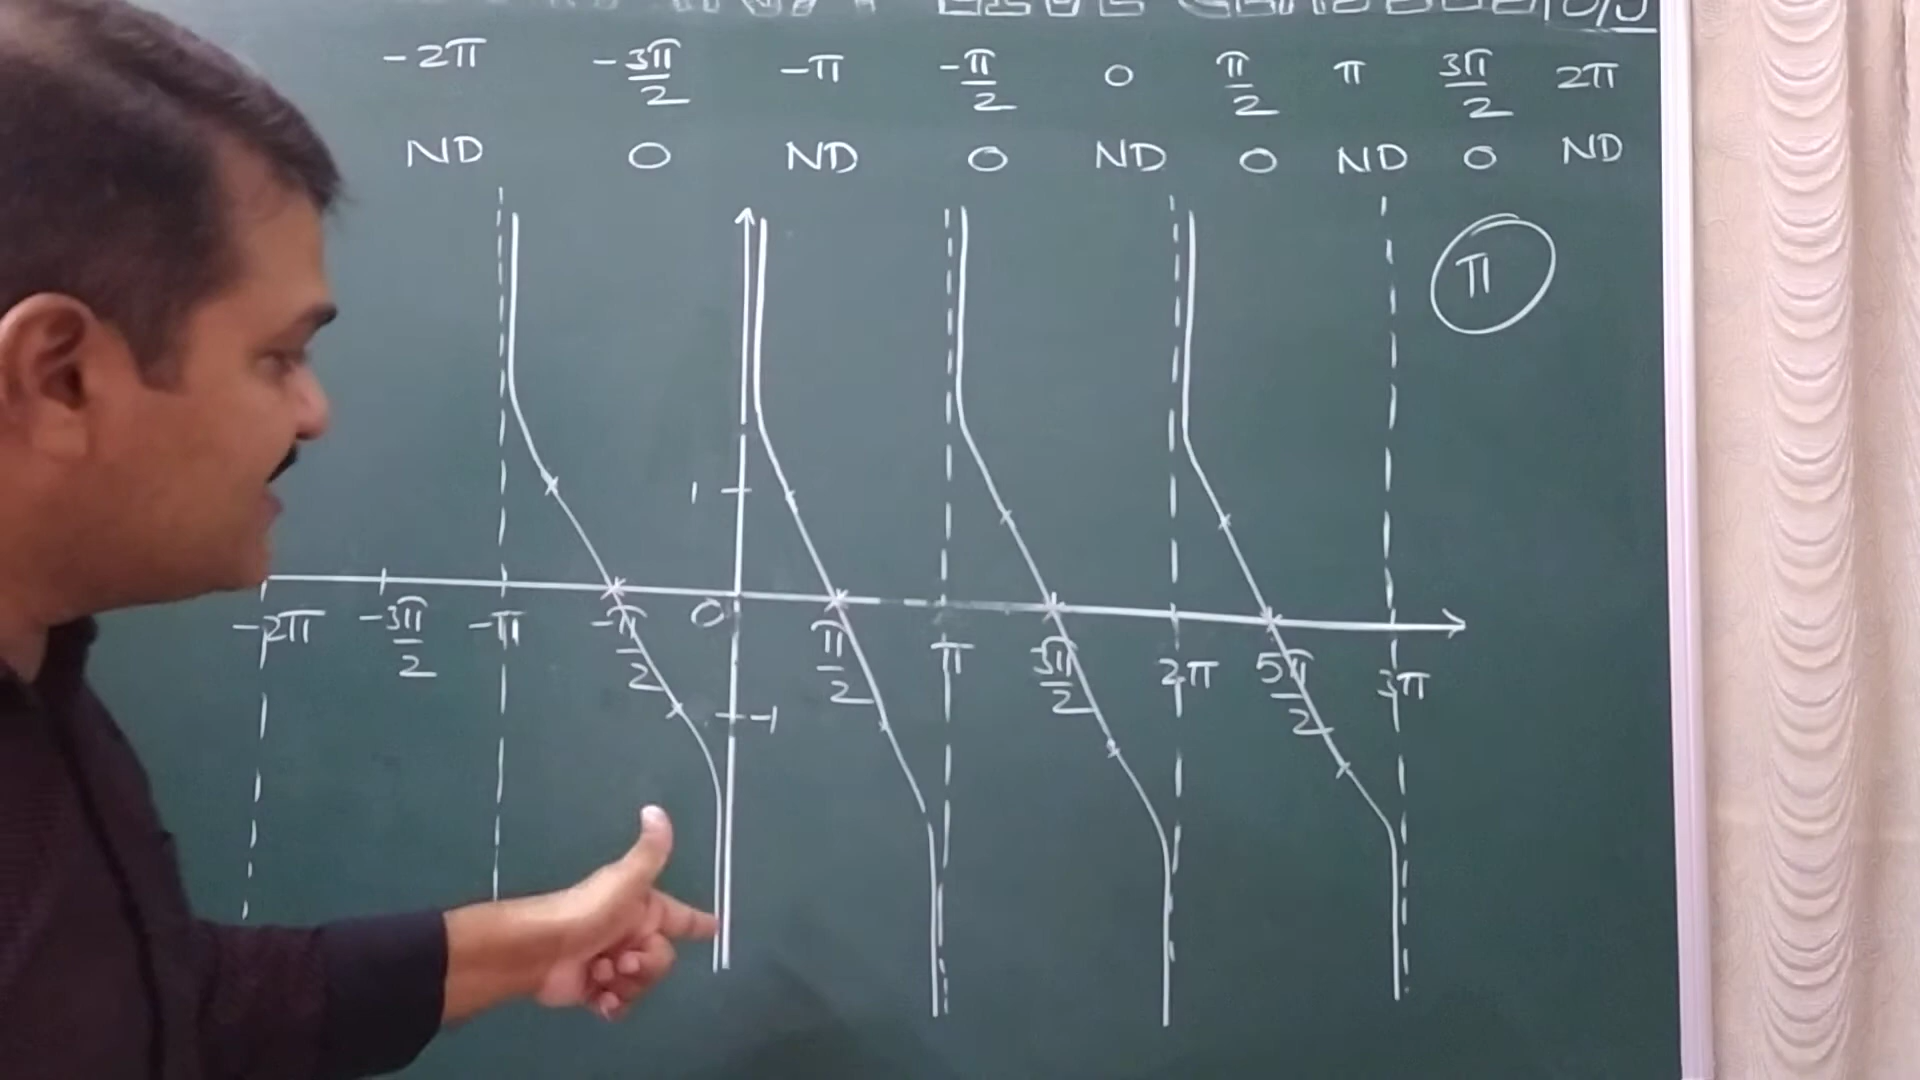 -2π -3π/2 -π -π/2 0 π/2 π 3π/2 2π
ND 0 ND 0 ND 0 ND 0 ND
π
1
-2π -3π/2 -π -π/2 0 π/2 π 3π/2 2π 5π/2 3π
-1